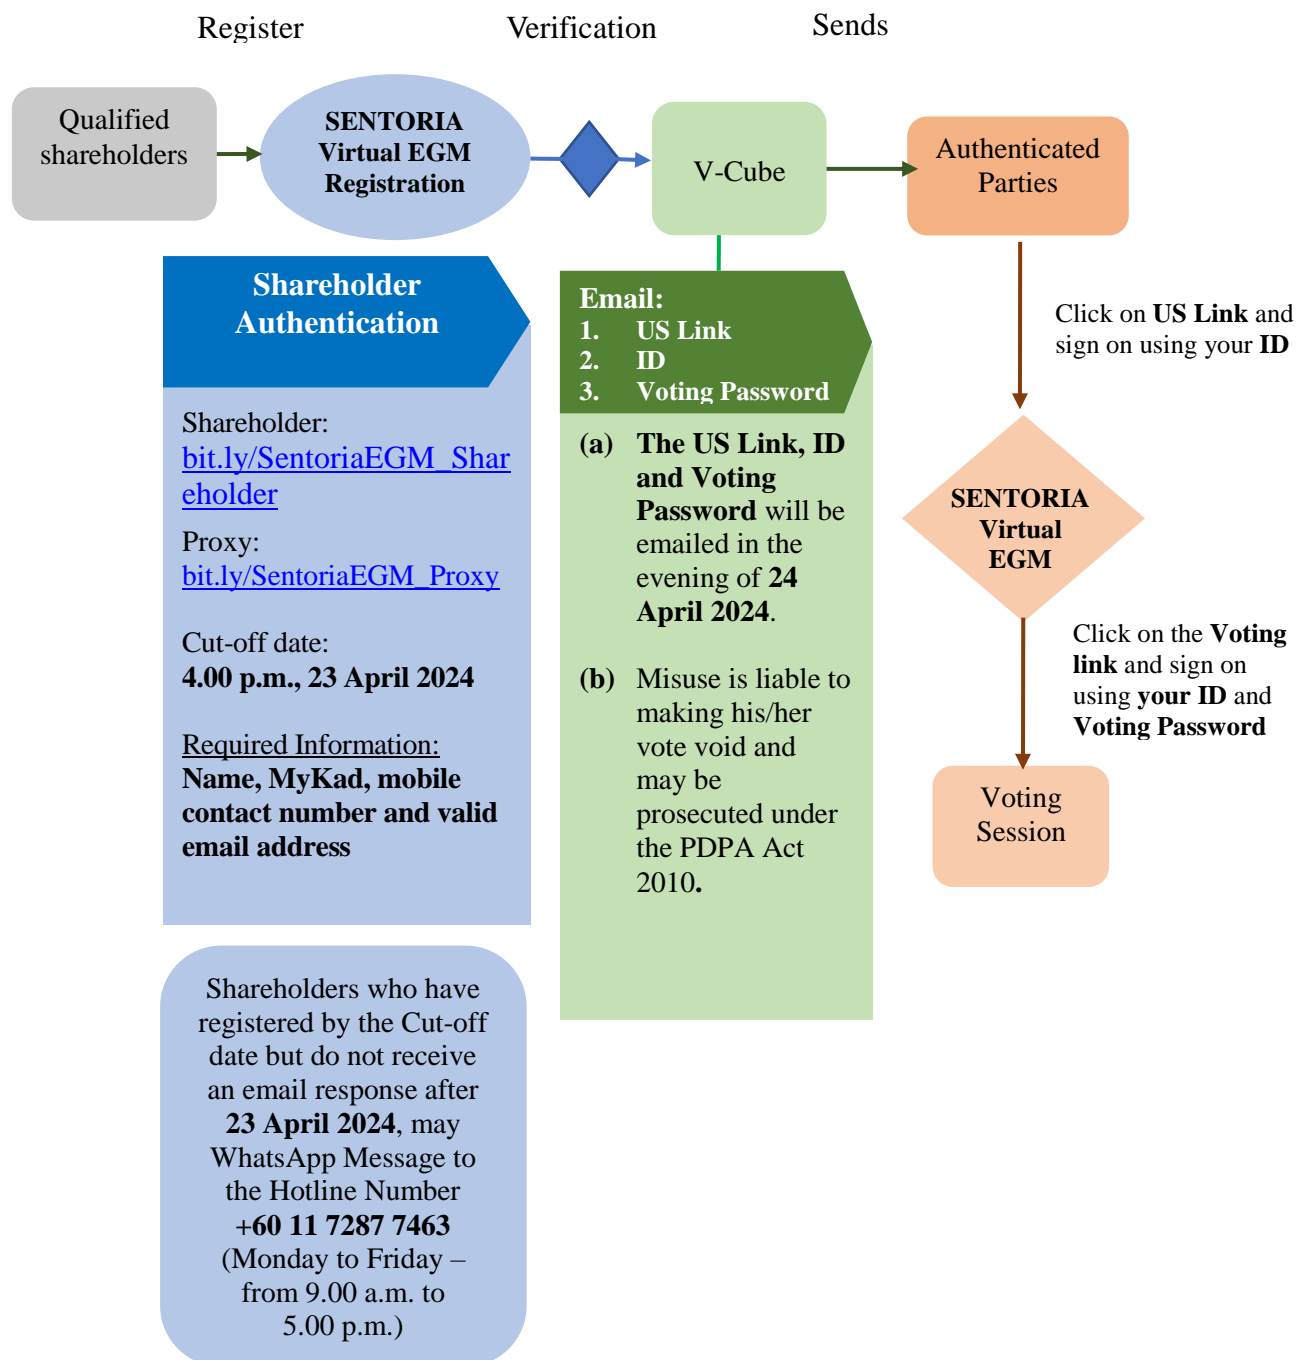 Register
Verification
Sends
Qualified
shareholders
SENTORIA
Virtual EGM
Registration
V-Cube
Authenticated
Parties
Shareholder
Authentication
Shareholder:
bit.ly/SentoriaEGM_Shar
eholder
Proxy:
bit.ly/SentoriaEGM_Proxy
Cut-off date:
4.00 p.m., 23 April 2024
Required Information:
Name, MyKad, mobile
contact number and valid
email address
Shareholders who have
registered by the Cut-off
date but do not receive
an email response after
23 April 2024, may
WhatsApp Message to
the Hotline Number
+60 11 7287 7463
(Monday to Friday –
from 9.00 a.m. to
5.00 p.m.)
Email:
1. US Link
2. ID
3. Voting Password
(a) The US Link, ID
and Voting
Password will be
emailed in the
evening of 24
April 2024.
(b) Misuse is liable to
making his/her
vote void and
may be
prosecuted under
the PDPA Act
2010.
Click on US Link and
sign on using your ID
SENTORIA
Virtual
EGM
Click on the Voting
link and sign on
using your ID and
Voting Password
Voting
Session